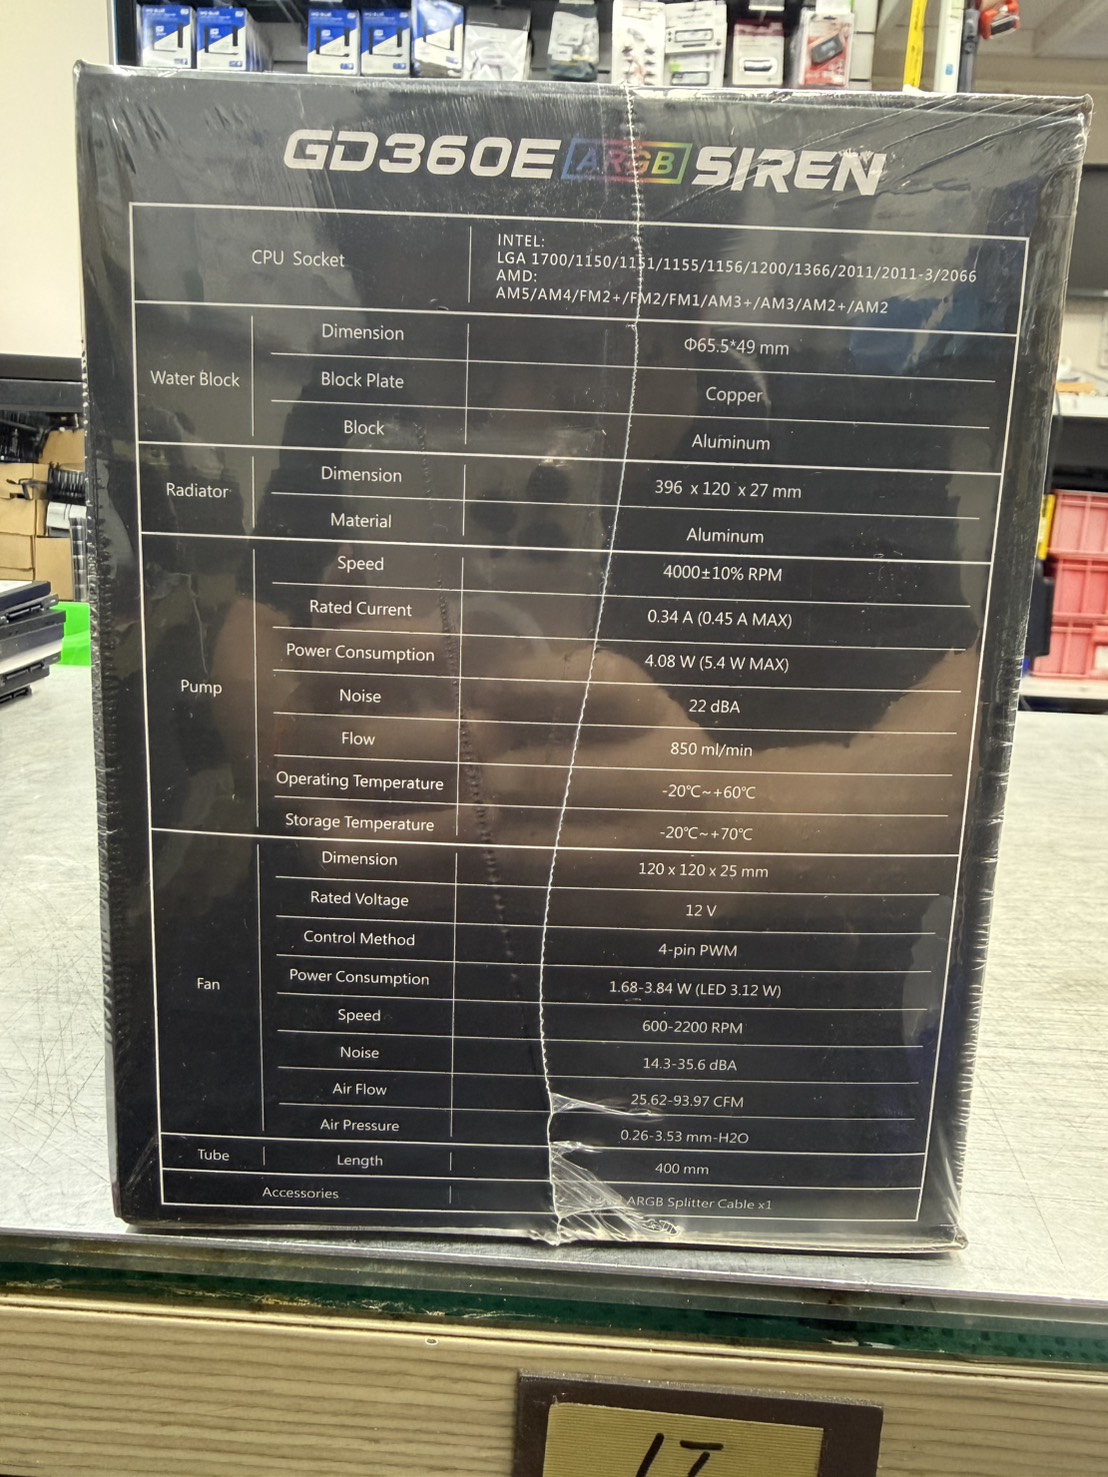 GD360E ARGB SIREN
CPU Socket
INTEL:
LGA 1700/1150/1151/1155/1156/1200/1366/2011/2011-3/2066
AMD:
AM5/AM4/FM2+/FM2/FM1/AM3+/AM3/AM2+/AM2
Water Block
Dimension Φ65.5*49 mm
Block Plate Copper
Block Aluminum
Radiator
Dimension 396 x 120 x 27 mm
Material Aluminum
Pump
Speed 4000±10% RPM
Rated Current 0.34 A (0.45 A MAX)
Power Consumption 4.08 W (5.4 W MAX)
Noise 22 dBA
Flow 850 ml/min
Operating Temperature -20℃~+60℃
Storage Temperature -20℃~+70℃
Fan
Dimension 120 x 120 x 25 mm
Rated Voltage 12 V
Control Method 4-pin PWM
Power Consumption 1.68-3.84 W (LED 3.12 W)
Speed 600-2200 RPM
Noise 14.3-35.6 dBA
Air Flow 25.62-93.97 CFM
Air Pressure 0.26-3.53 mm-H2O
Tube Length 400 mm
Accessories ARGB Splitter Cable x1